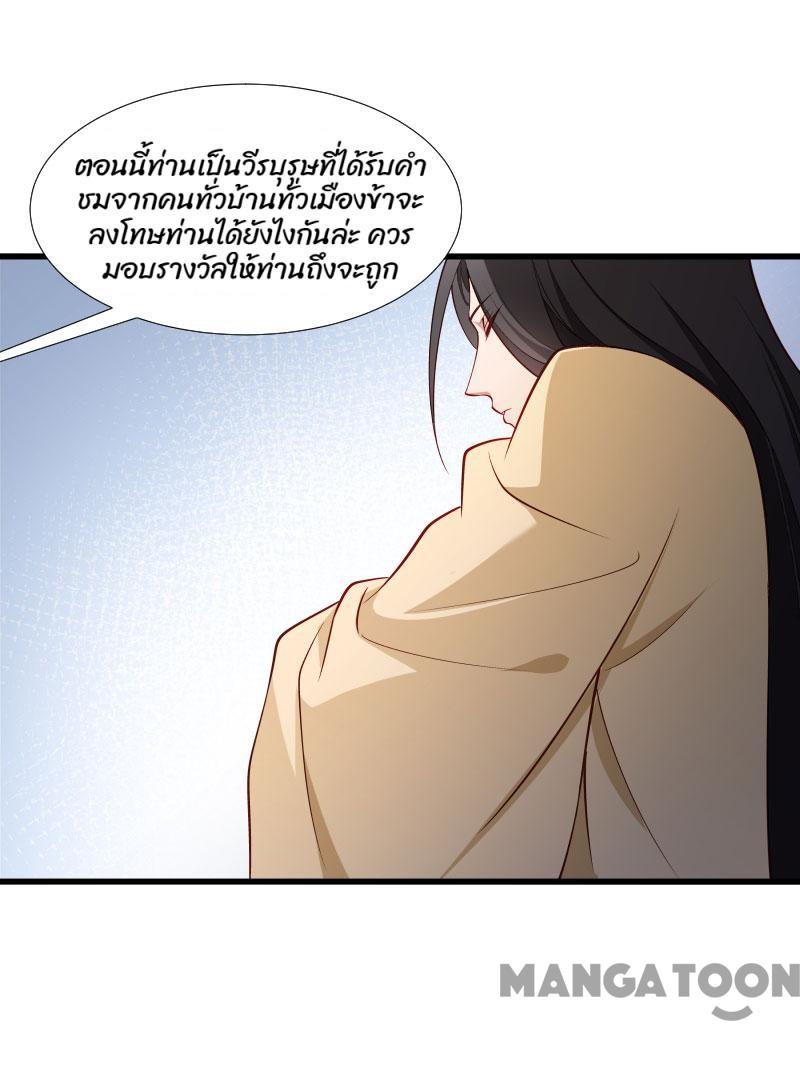 ตอนนี้ท่านเป็นวีรบุรุษที่ได้รับคำ
ชมจากคนทั่วบ้านทั่วเมืองข้าจะ
ลงโทษท่านได้ยังไงกันล่ะ ควร
มอบรางวัลให้ท่านถึงจะถูก
MANGA TOON